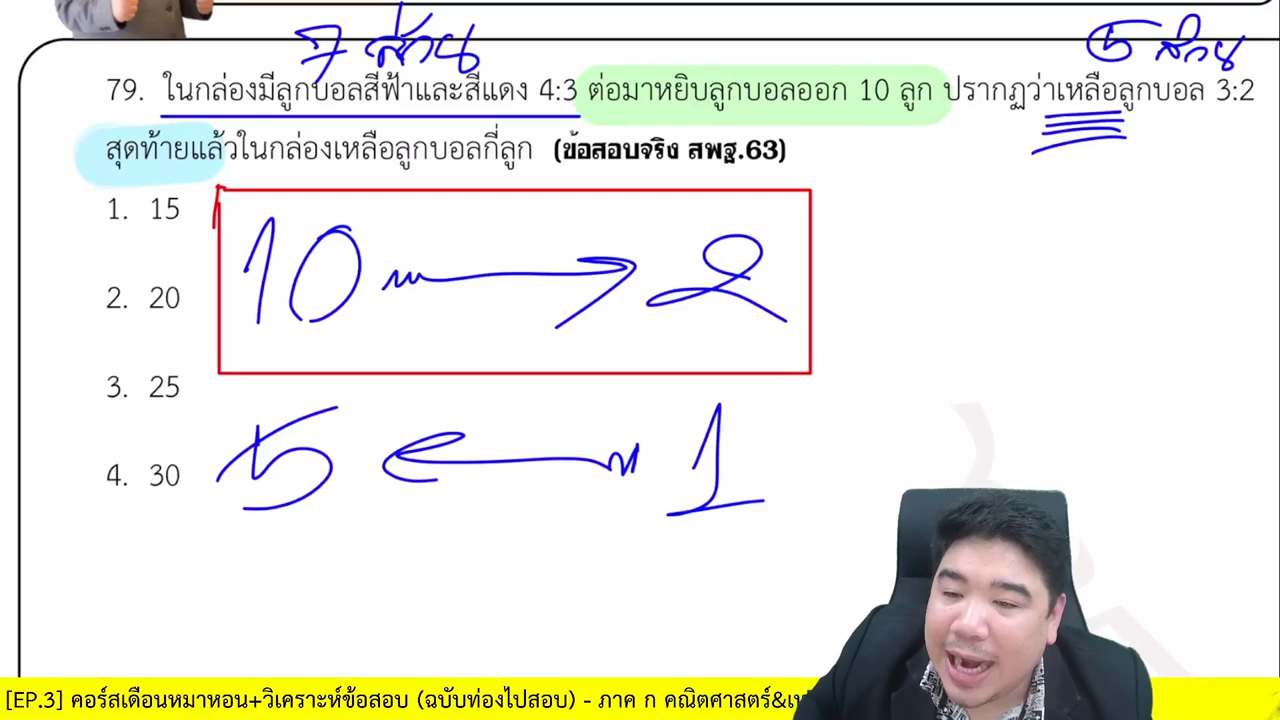 7 ส่วน
5 ส่วน
79. ในกล่องมีลูกบอลสีฟ้าและสีแดง 4:3 ต่อมาหยิบลูกบอลออก 10 ลูก ปรากฏว่าเหลือลูกบอล 3:2
สุดท้ายแล้วในกล่องเหลือลูกบอลกี่ลูก (ข้อสอบจริง สพฐ.63)
1. 15
10 → 2
2. 20
3. 25
5 ← 1
4. 30
[EP.3] คอร์สเดือนหมาหอน+วิเคราะห์ข้อสอบ (ฉบับท่องไปสอบ) - ภาค ก คณิตศาสตร์&เ